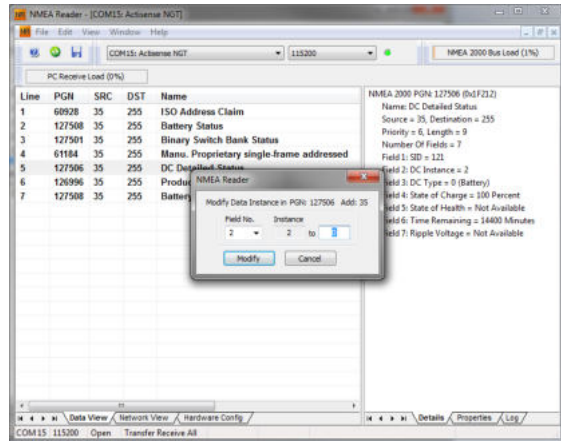 NMEA Reader - [COM15: Actisense NGT]
File Edit View Window Help
COM15: Actisense NGT 115200 NMEA 2000 Bus Load (1%)
PC Receive Load (0%)
Line PGN SRC DST Name
1 60928 35 255 ISO Address Claim
2 127508 35 255 Battery Status
3 127501 35 255 Binary Switch Bank Status
4 61184 35 255 Manu. Proprietary single-frame addressed
5 127506 35 255 DC Detailed Status
6 126996 35 255 Produc
7 127508 35 255 Battery
NMEA 2000 PGN: 127506 (0x1F212)
Name: DC Detailed Status
Source = 35, Destination = 255
Priority = 6, Length = 9
Number Of Fields = 7
Field 1: SID = 121
Field 2: DC Instance = 2
Field 3: DC Type = 0 (Battery)
Field 4: State of Charge = 100 Percent
Field 5: State of Health = Not Available
Field 6: Time Remaining = 14400 Minutes
Field 7: Ripple Voltage = Not Available
NMEA Reader
Modify Data Instance in PGN: 127506 Add: 35
Field No. Instance
2 2 to
Modify Cancel
Data View Network View Hardware Config
Details Properties Log
COM 15 115200 Open Transfer Receive All